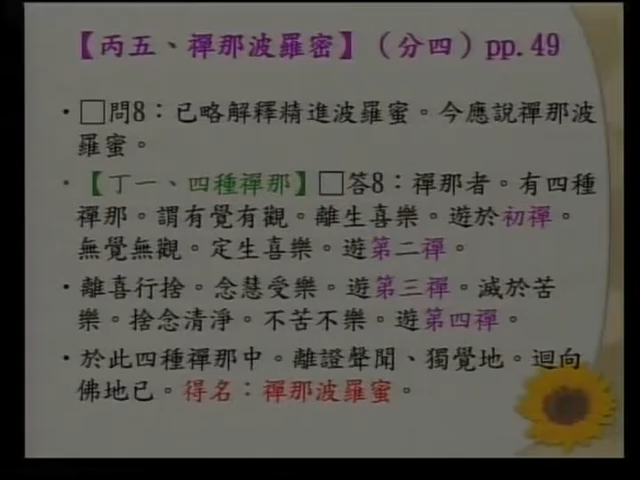 【丙五、禪那波羅密】（分四）pp.49
・□問8：已略解釋精進波羅蜜。今應說禪那波
羅蜜。
・【丁一、四種禪那】□答8：禪那者。有四種
禪那。謂有覺有觀。離生喜樂。遊於初禪。
無覺無觀。定生喜樂。遊第二禪。
・離喜行捨。念慧受樂。遊第三禪。滅於苦
樂。捨念清淨。不苦不樂。遊第四禪。
・於此四種禪那中。離證聲聞、獨覺地。迴向
佛地已。得名：禪那波羅蜜。